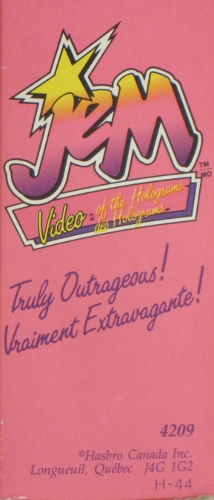 JEM
TM
MD
Video
of the Holograms
des Holograms
Truly Outrageous!
Vraiment Extravagante!
4209
©Hasbro Canada Inc.
Longueuil, Québec J4G 1G2
H-44